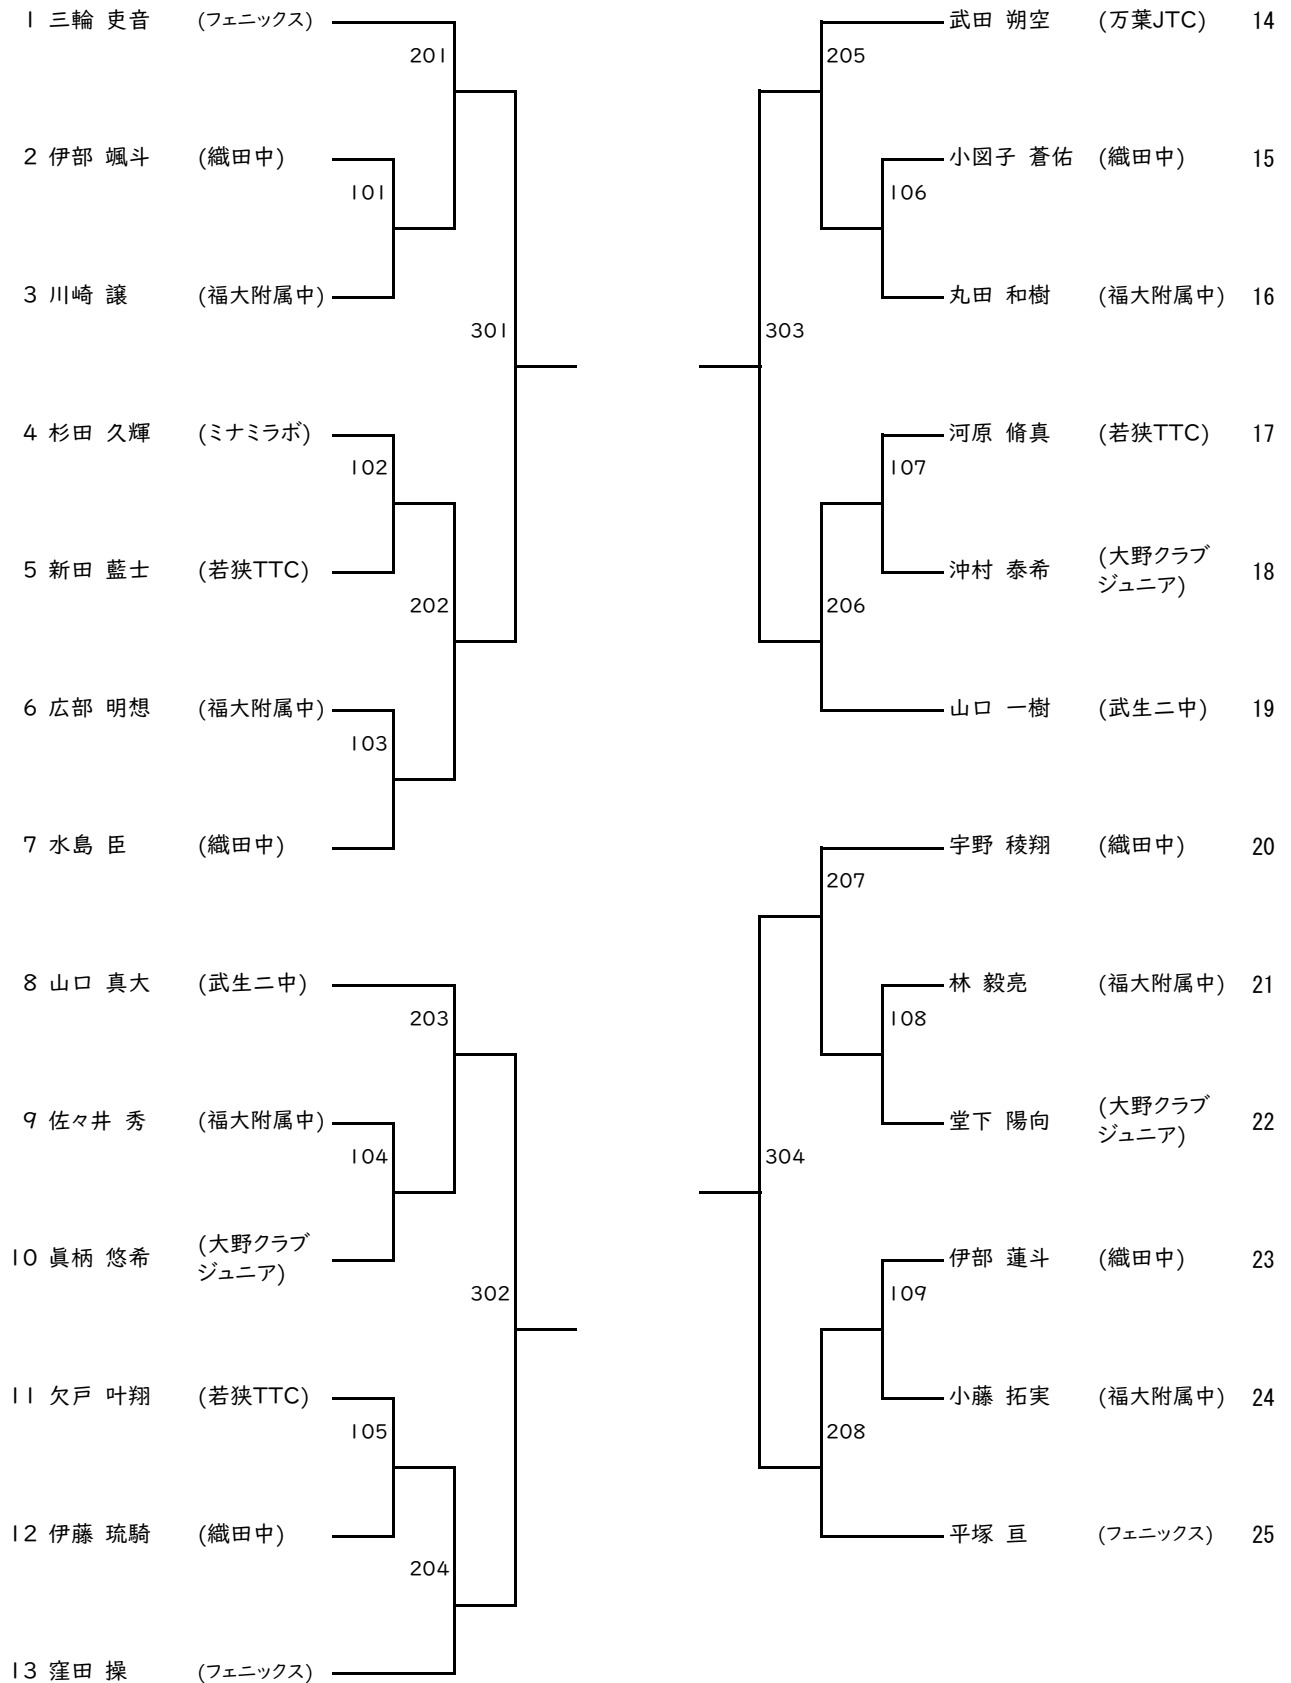 1 三輪 吏音 (フェニックス)
201
2 伊部 颯斗 (織田中)
101
3 川崎 譲 (福大附属中)
301
4 杉田 久輝 (ミナミラボ)
102
5 新田 藍士 (若狭TTC)
202
6 広部 明想 (福大附属中)
103
7 水島 臣 (織田中)
8 山口 真大 (武生二中)
203
9 佐々井 秀 (福大附属中)
104
10 眞柄 悠希 (大野クラブ
ジュニア)
302
11 欠戸 叶翔 (若狭TTC)
105
12 伊藤 琉騎 (織田中)
204
13 窪田 操 (フェニックス)
武田 朔空 (万葉JTC) 14
205
小図子 蒼佑 (織田中) 15
106
丸田 和樹 (福大附属中) 16
303
河原 脩真 (若狭TTC) 17
107
沖村 泰希 (大野クラブ
ジュニア) 18
206
山口 一樹 (武生二中) 19
宇野 稜翔 (織田中) 20
207
林 毅亮 (福大附属中) 21
108
堂下 陽向 (大野クラブ
ジュニア) 22
304
伊部 蓮斗 (織田中) 23
109
小藤 拓実 (福大附属中) 24
208
平塚 亘 (フェニックス) 25